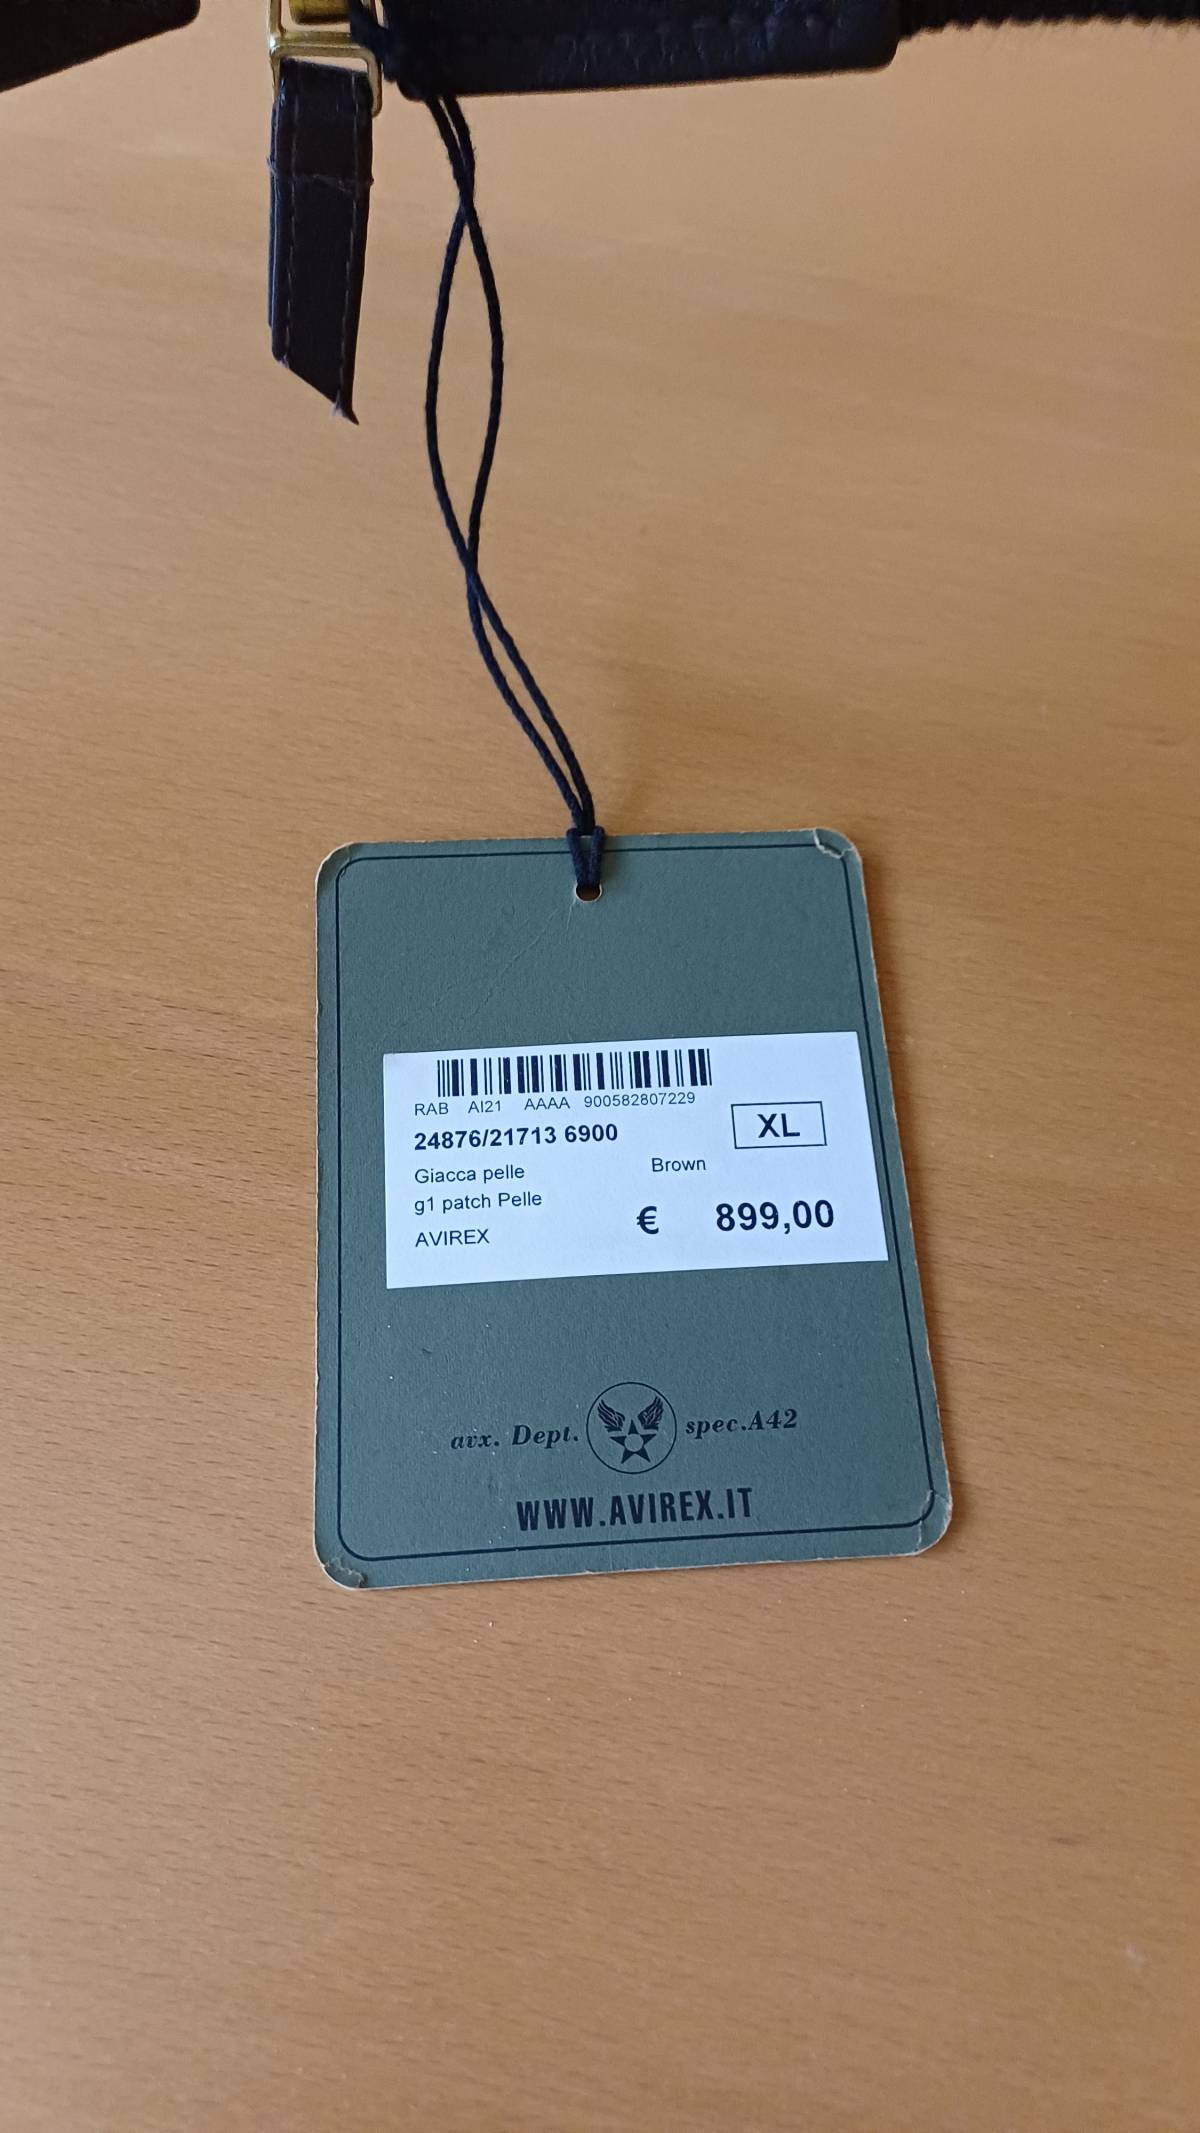 RAB AI21 AAAA 900582807229
24876/21713 6900
XL
Giacca pelle Brown
g1 patch Pelle
€ 899,00
AVIREX
avx. Dept. spec.A42
WWW.AVIREX.IT